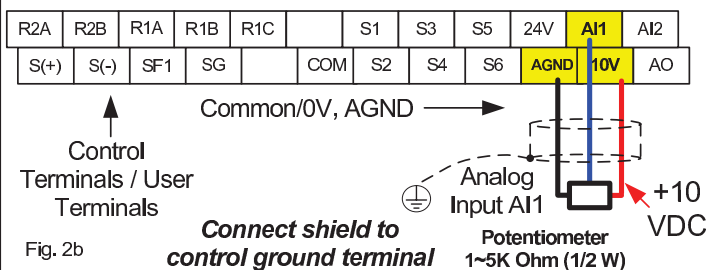 R2A R2B R1A R1B R1C S1 S3 S5 24V AI1 AI2
S(+) S(-) SF1 SG COM S2 S4 S6 AGND 10V AO
Common/0V, AGND
Control
Terminals / User
Terminals
Analog
Input AI1
+10
VDC
Connect shield to
control ground terminal
Potentiometer
1~5K Ohm (1/2 W)
Fig. 2b